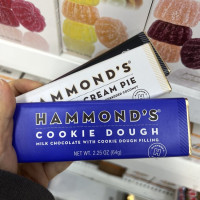 HAMMOND'S
CREAM PIE
HAMMOND'S
COOKIE DOUGH
MILK CHOCOLATE WITH COOKIE DOUGH FILLING
NET WT. 2.25 OZ (64g)